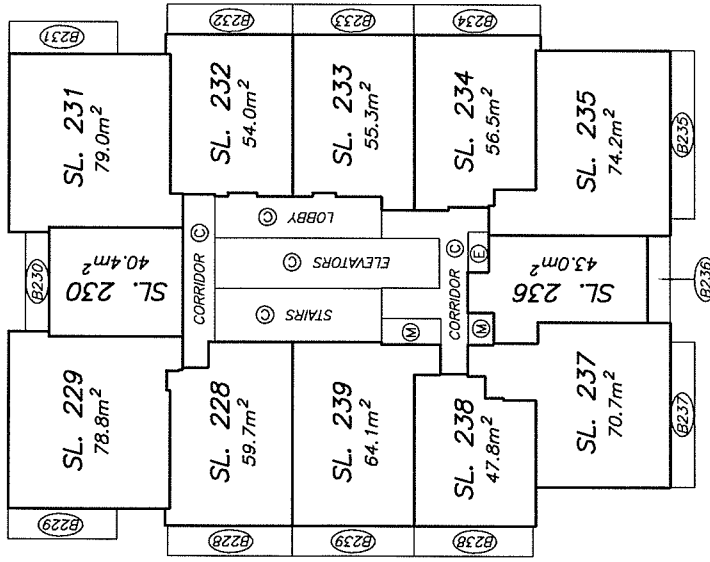 B232
B233
B234
B231
SL. 231
79.0m²
SL. 232
54.0m²
SL. 233
55.3m²
SL. 234
56.5m²
SL. 235
74.2m²
B235
LOBBY
C
CORRIDOR
C
ELEVATORS
C
CORRIDOR
C
E
B230
SL. 230
40.4m²
SL. 236
43.0m²
B236
STAIRS
C
M
M
SL. 229
78.8m²
SL. 228
59.7m²
SL. 239
64.1m²
SL. 238
47.8m²
SL. 237
70.7m²
B237
B229
B228
B239
B238